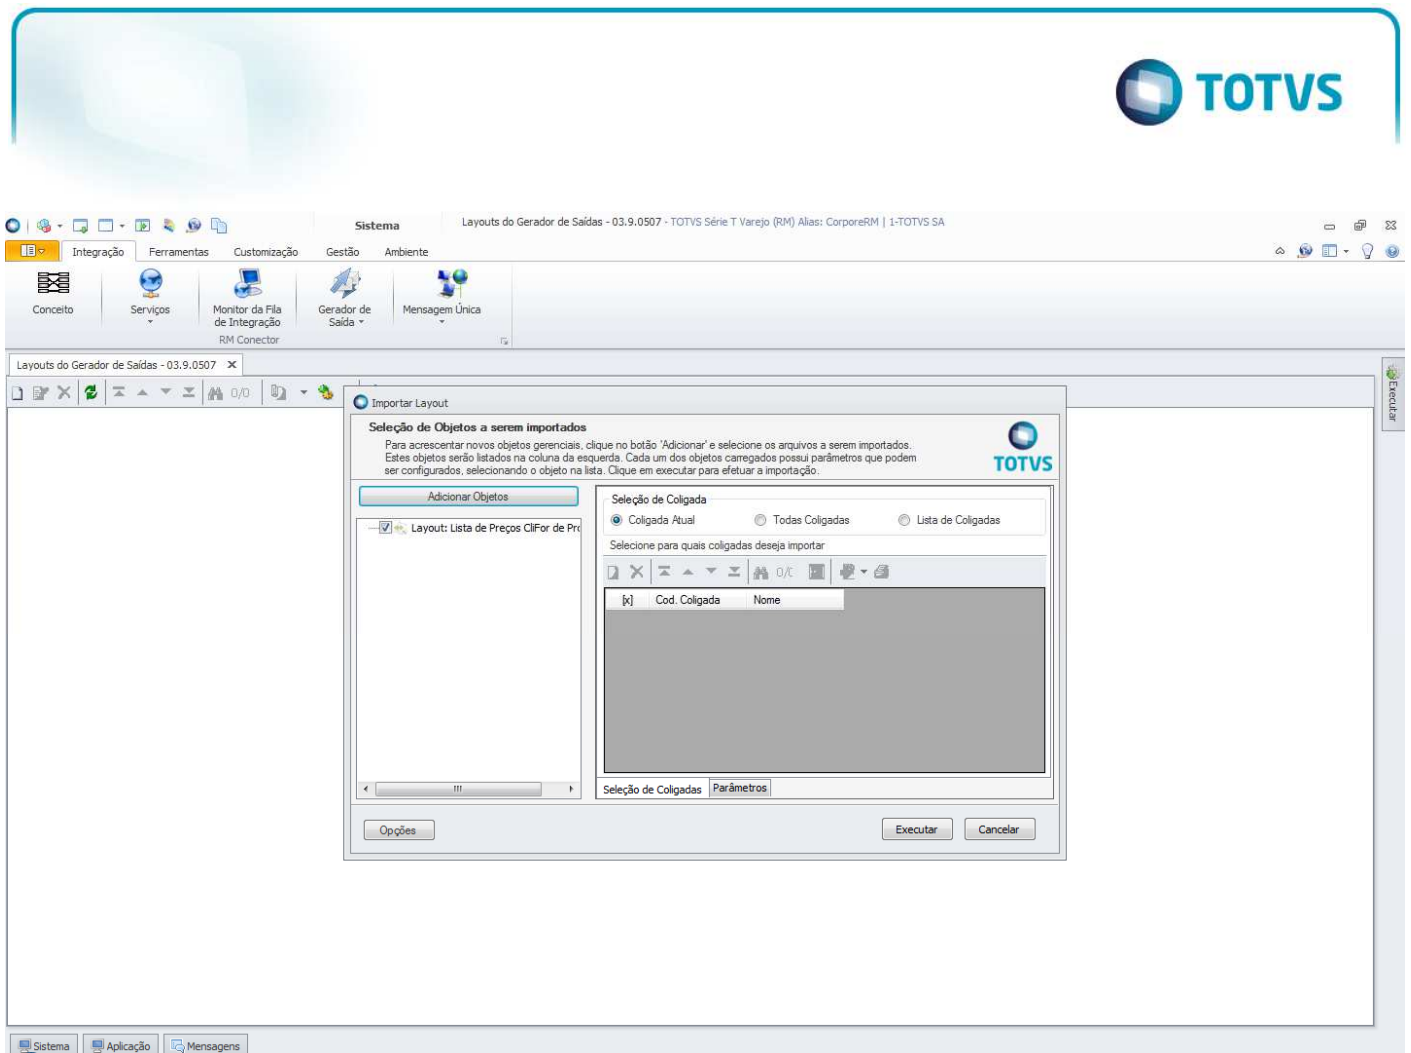 TOTVS
Sistema
Layouts do Gerador de Saídas - 03.9.0507 - TOTVS Série T Varejo (RM) Alias: CorporeRM | 1-TOTVS SA
Integração Ferramentas Customização Gestão Ambiente
Conceito Serviços Monitor da Fila de Integração Gerador de Saída Mensagem Única
RM Conector
Layouts do Gerador de Saídas - 03.9.0507 X
Executar
0/0
Importar Layout
Seleção de Objetos a serem importados
Para acrescentar novos objetos gerenciais, clique no botão 'Adicionar' e selecione os arquivos a serem importados.
Estes objetos serão listados na coluna da esquerda. Cada um dos objetos carregados possui parâmetros que podem
ser configurados, selecionando o objeto na lista. Clique em executar para efetuar a importação.
TOTVS
Adicionar Objetos
Layout: Lista de Preços CliFor de Pro
Seleção de Coligada
Coligada Atual Todas Coligadas Lista de Coligadas
Selecione para quais coligadas deseja importar
[x] Cod. Coligada Nome
Seleção de Coligadas Parâmetros
Opções Executar Cancelar
Sistema Aplicação Mensagens